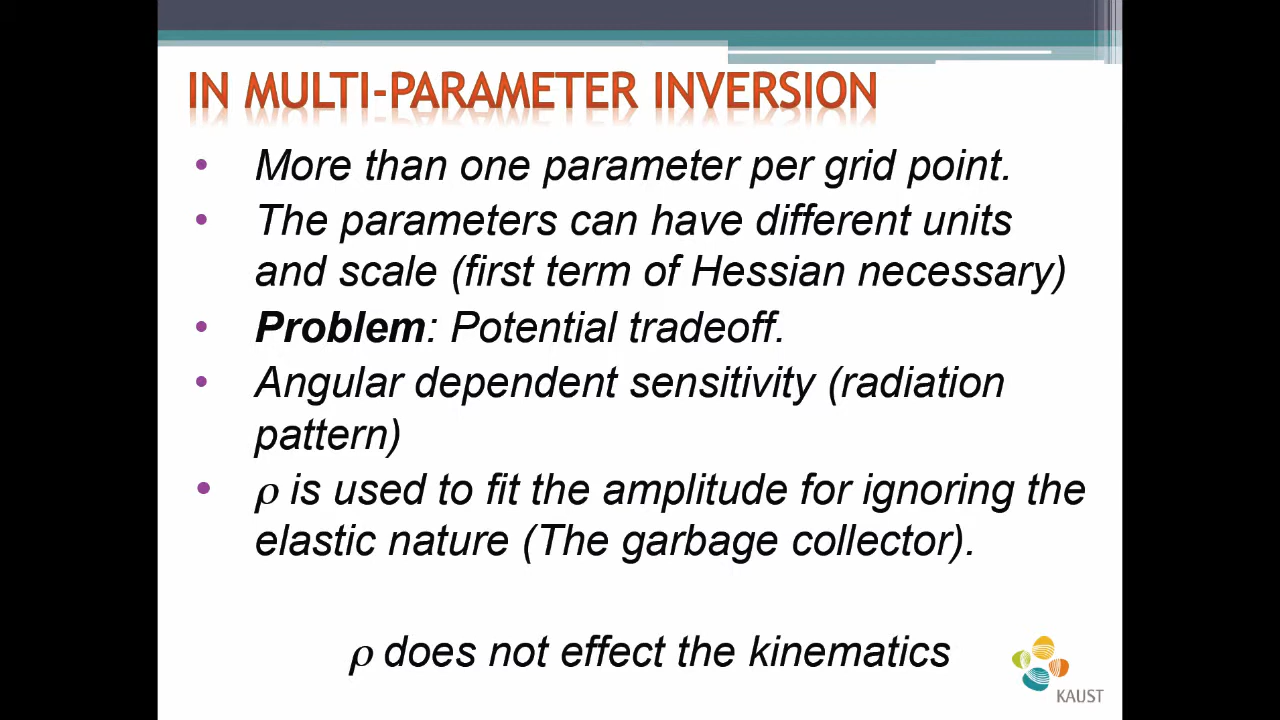 IN MULTI-PARAMETER INVERSION
• More than one parameter per grid point.
• The parameters can have different units
and scale (first term of Hessian necessary)
• Problem: Potential tradeoff.
• Angular dependent sensitivity (radiation
pattern)
• ρ is used to fit the amplitude for ignoring the
elastic nature (The garbage collector).
ρ does not effect the kinematics
KAUST